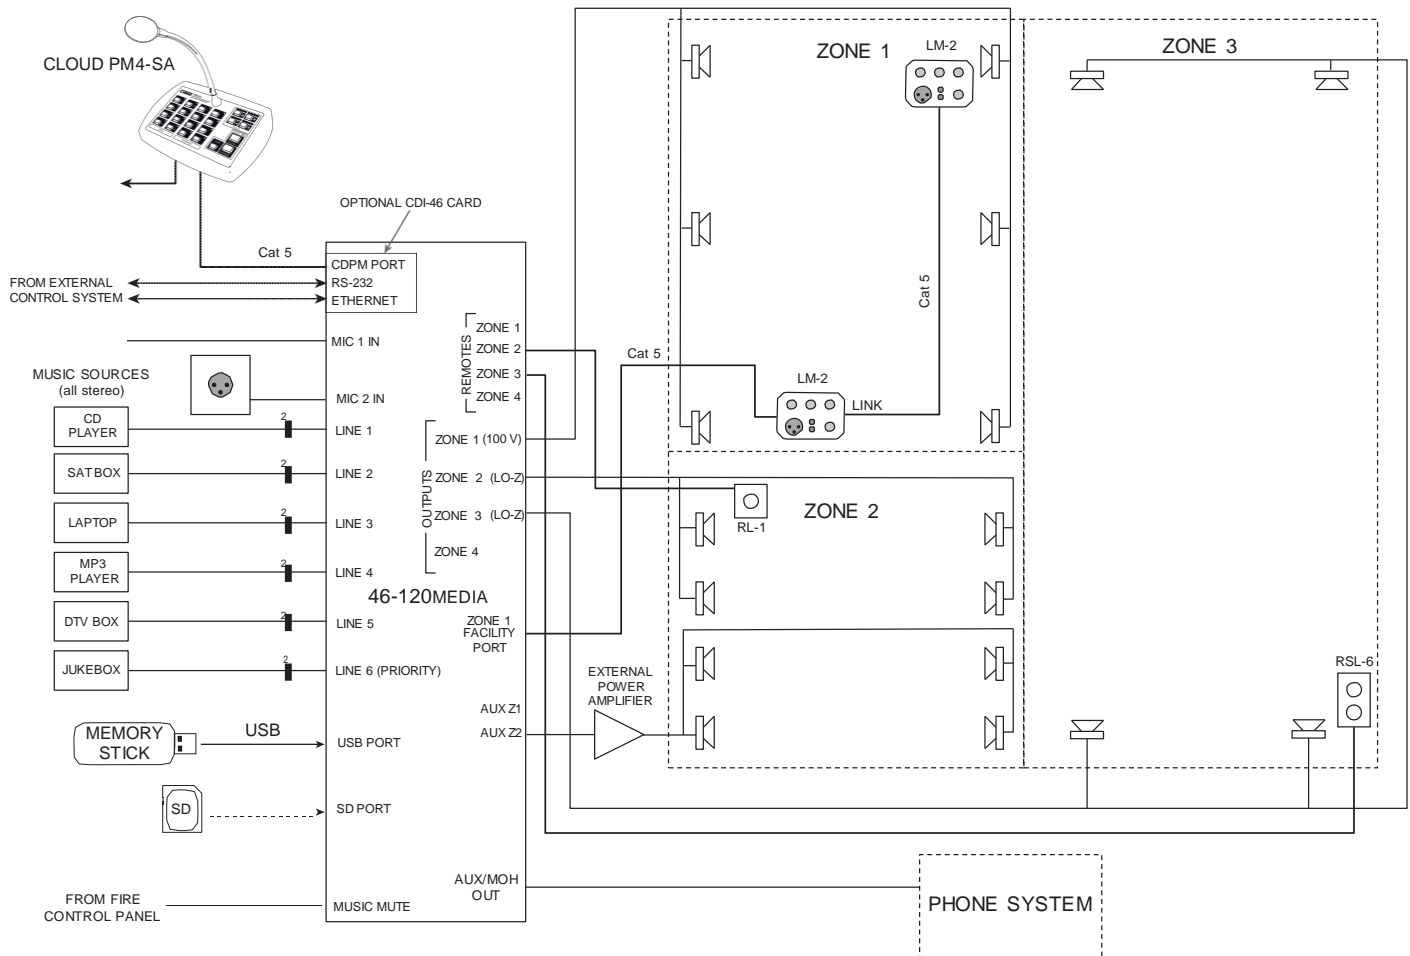 CLOUD PM4-SA
OPTIONAL CDI-46 CARD
Cat 5
FROM EXTERNAL
CONTROL SYSTEM
CDPM PORT
RS-232
ETHERNET
MIC 1 IN
MUSIC SOURCES
(all stereo)
MIC 2 IN
CD
PLAYER
2
LINE 1
SAT BOX
2
LINE 2
LAPTOP
2
LINE 3
MP3
PLAYER
2
LINE 4
DTV BOX
2
LINE 5
JUKEBOX
2
LINE 6 (PRIORITY)
MEMORY
STICK
USB
USB PORT
SD
SD PORT
FROM FIRE
CONTROL PANEL
MUSIC MUTE
REMOTES
ZONE 1
ZONE 2
ZONE 3
ZONE 4
OUTPUTS
ZONE 1 (100 V)
ZONE 2 (LO-Z)
ZONE 3 (LO-Z)
ZONE 4
46-120MEDIA
ZONE 1
FACILITY
PORT
AUX Z1
AUX Z2
AUX/MOH
OUT
EXTERNAL
POWER
AMPLIFIER
Cat 5
ZONE 1
LM-2
Cat 5
LM-2
LINK
RL-1
ZONE 2
ZONE 3
RSL-6
PHONE SYSTEM